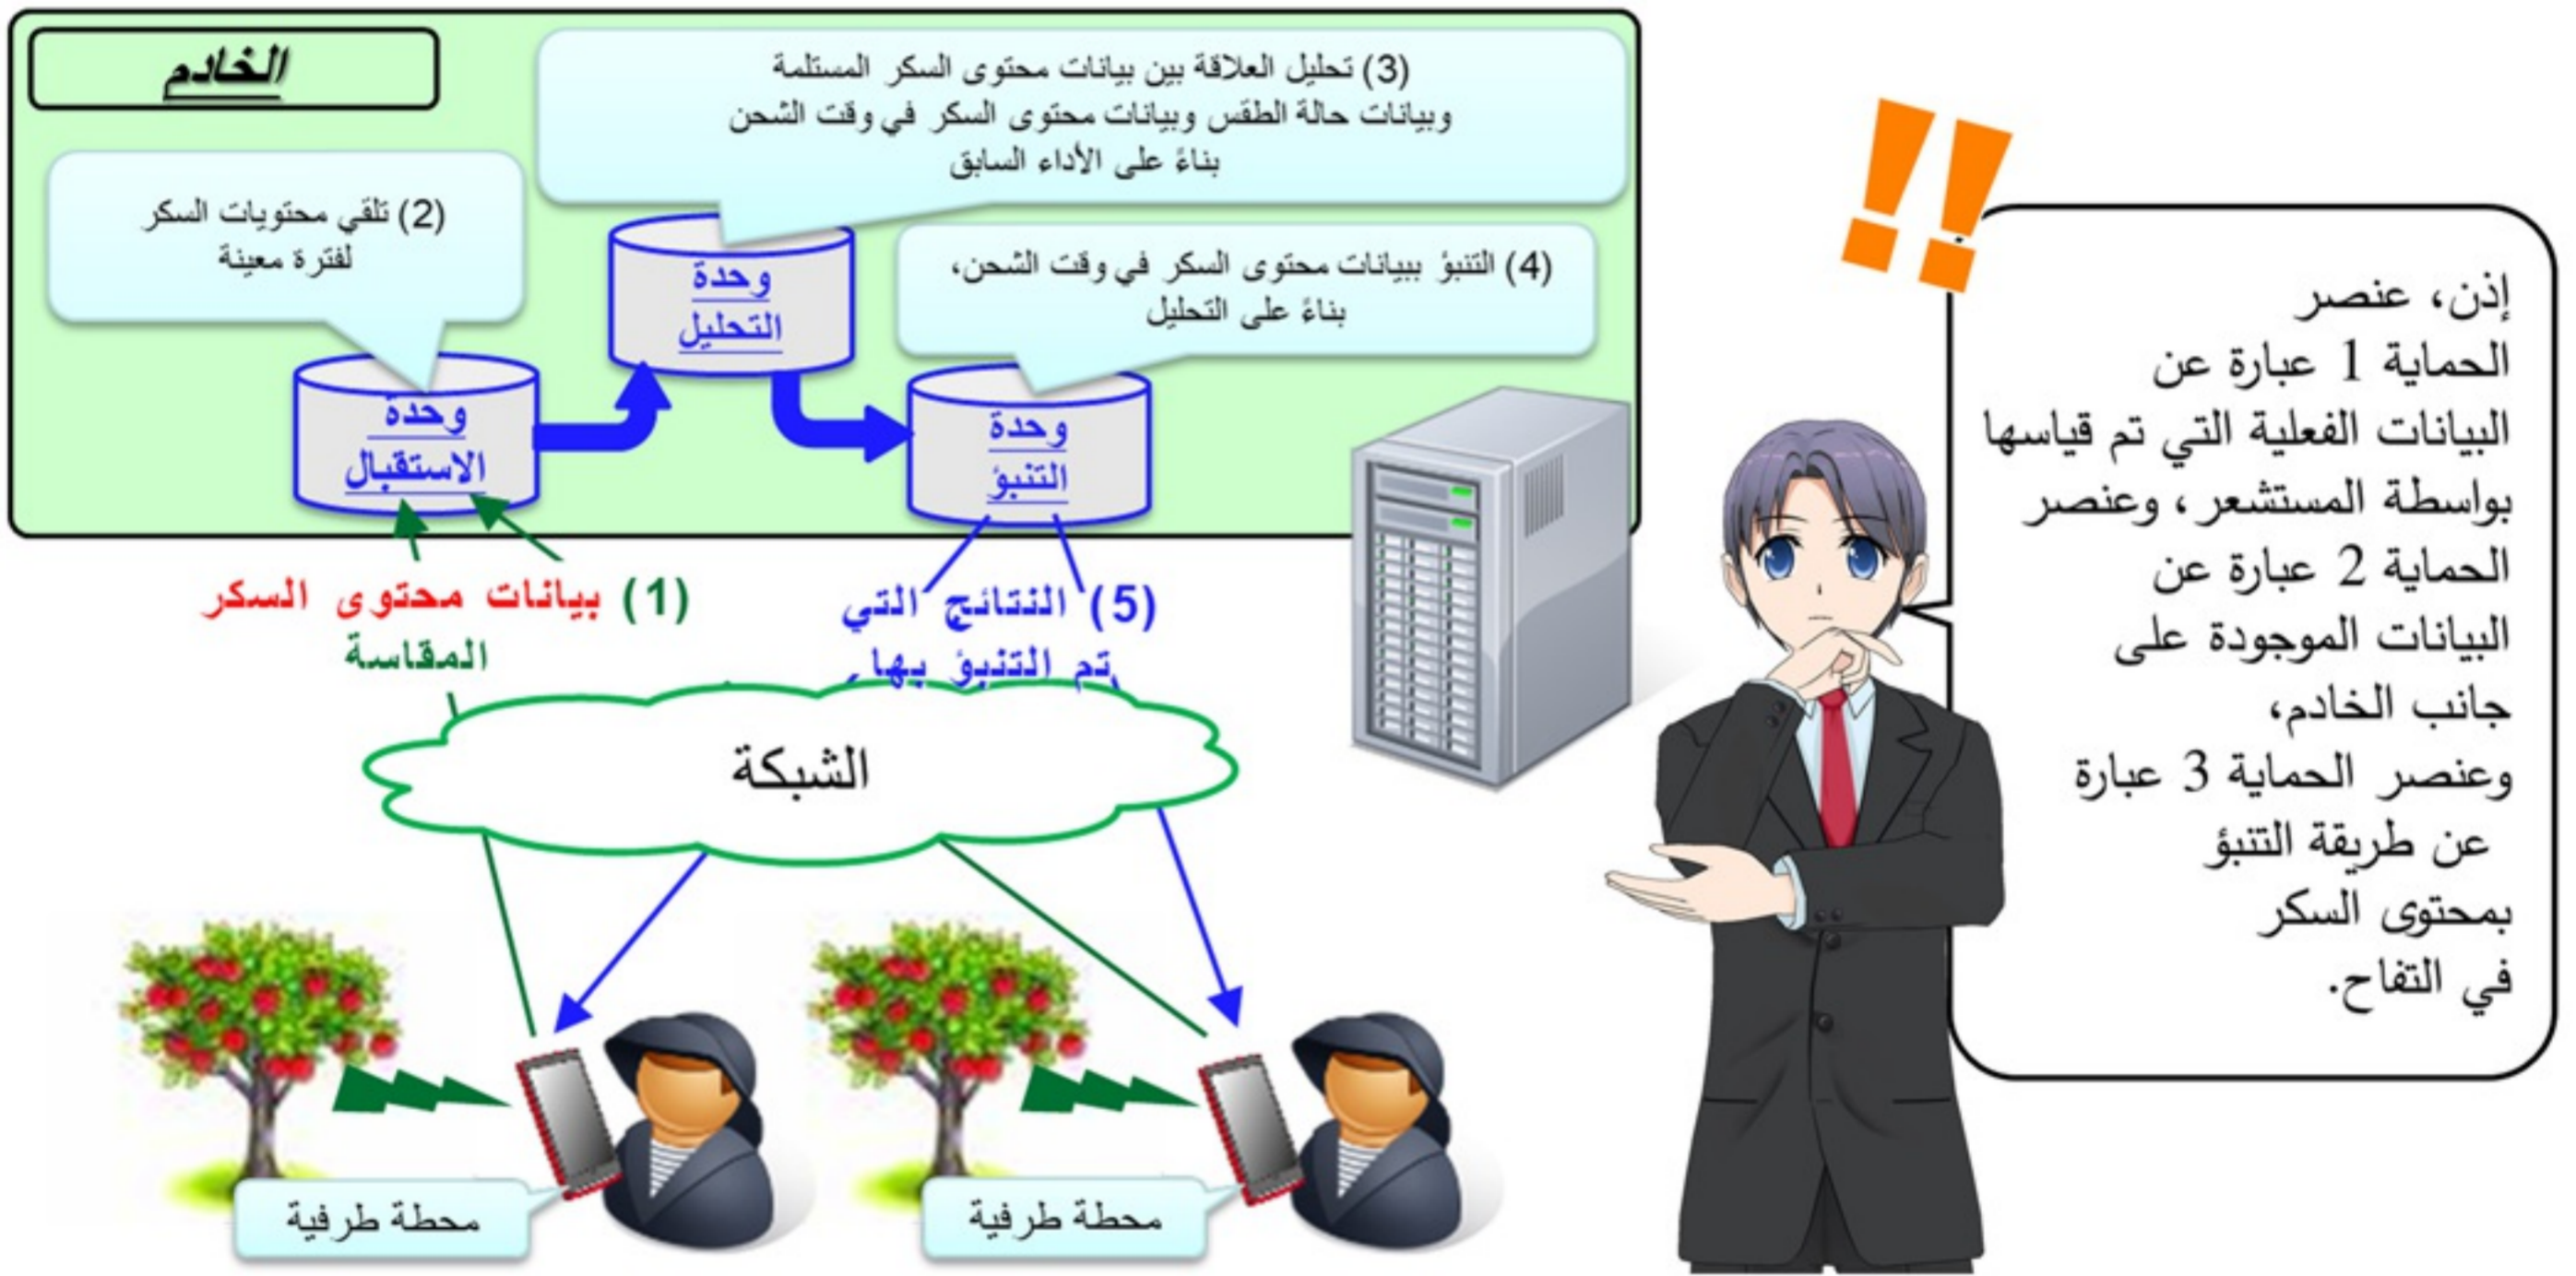 الخادم
(3) تحليل العلاقة بين بيانات محتوى السكر المستلمة
وبيانات حالة الطقس وبيانات محتوى السكر في وقت الشحن
بناءً على الأداء السابق
(2) تلقي محتويات السكر
لفترة معينة
وحدة
التحليل
(4) التنبؤ ببيانات محتوى السكر في وقت الشحن،
بناءً على التحليل
وحدة
الاستقبال
وحدة
التنبؤ
(1) بيانات محتوى السكر
المقاسة
(5) النتائج التي
تم التنبؤ بها
الشبكة
محطة طرفية
محطة طرفية
!!
إذن، عنصر
الحماية 1 عبارة عن
البيانات الفعلية التي تم قياسها
بواسطة المستشعر، وعنصر
الحماية 2 عبارة عن
البيانات الموجودة على
جانب الخادم،
وعنصر الحماية 3 عبارة
عن طريقة التنبؤ
بمحتوى السكر
في التفاح.